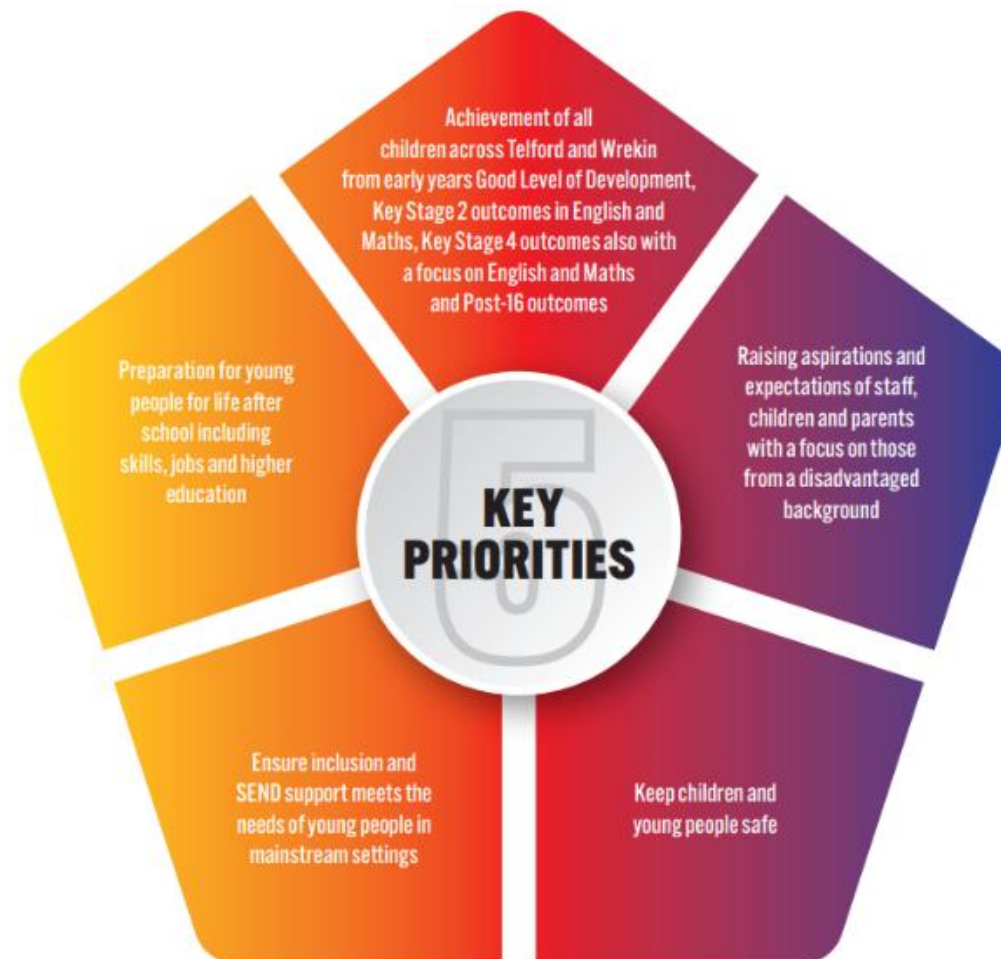 Achievement of all
children across Telford and Wrekin
from early years Good Level of Development,
Key Stage 2 outcomes in English and
Maths, Key Stage 4 outcomes also with
a focus on English and Maths
and Post-16 outcomes
Raising aspirations and
expectations of staff,
children and parents
with a focus on those
from a disadvantaged
background
Keep children and
young people safe
Ensure inclusion and
SEND support meets the
needs of young people in
mainstream settings
Preparation for young
people for life after
school including
skills, jobs and higher
education
5
KEY
PRIORITIES